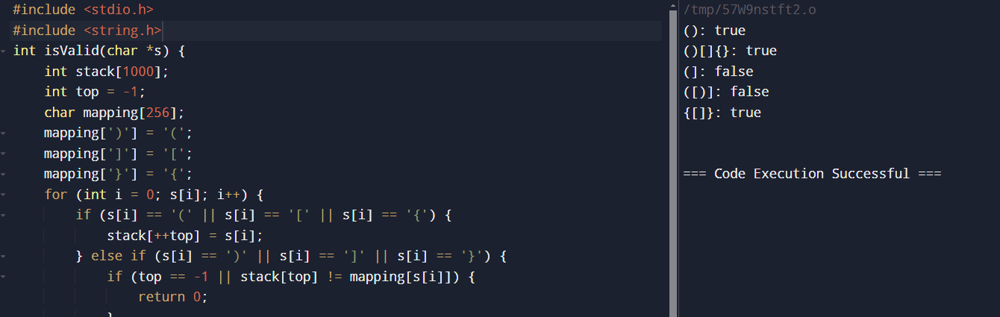 #include <stdio.h>
#include <string.h>
int isValid(char *s) {
    int stack[1000];
    int top = -1;
    char mapping[256];
    mapping[')'] = '(';
    mapping[']'] = '[';
    mapping['}'] = '{';
    for (int i = 0; s[i]; i++) {
        if (s[i] == '(' || s[i] == '[' || s[i] == '{') {
            stack[++top] = s[i];
        } else if (s[i] == ')' || s[i] == ']' || s[i] == '}') {
            if (top == -1 || stack[top] != mapping[s[i]]) {
                return 0;
            }
/tmp/57W9nstft2.o
(): true
()[]{}: true
(]: false
([)]: false
{[]}: true
=== Code Execution Successful ===